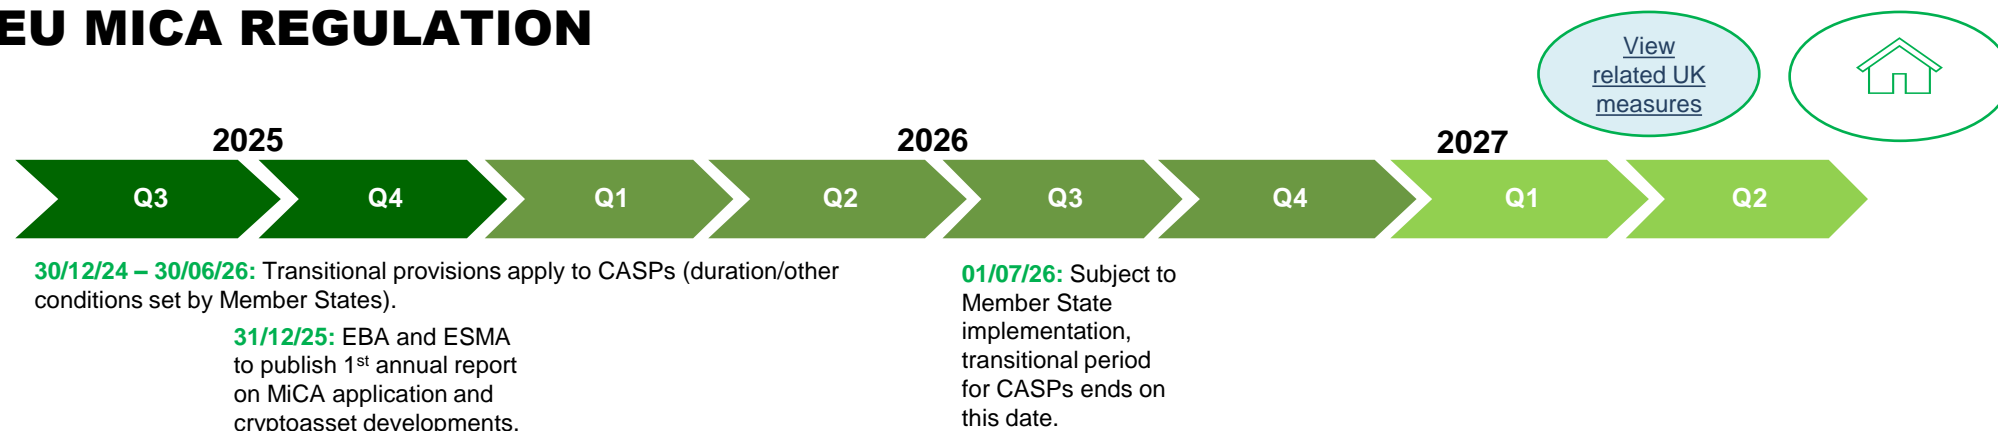 EU MICA REGULATION
View
related UK
measures
2025
2026
2027
Q3
Q4
Q1
Q2
Q3
Q4
Q1
Q2
30/12/24 – 30/06/26: Transitional provisions apply to CASPs (duration/other
conditions set by Member States).
31/12/25: EBA and ESMA
to publish 1st annual report
on MiCA application and
cryptoasset developments.
01/07/26: Subject to
Member State
implementation,
transitional period
for CASPs ends on
this date.